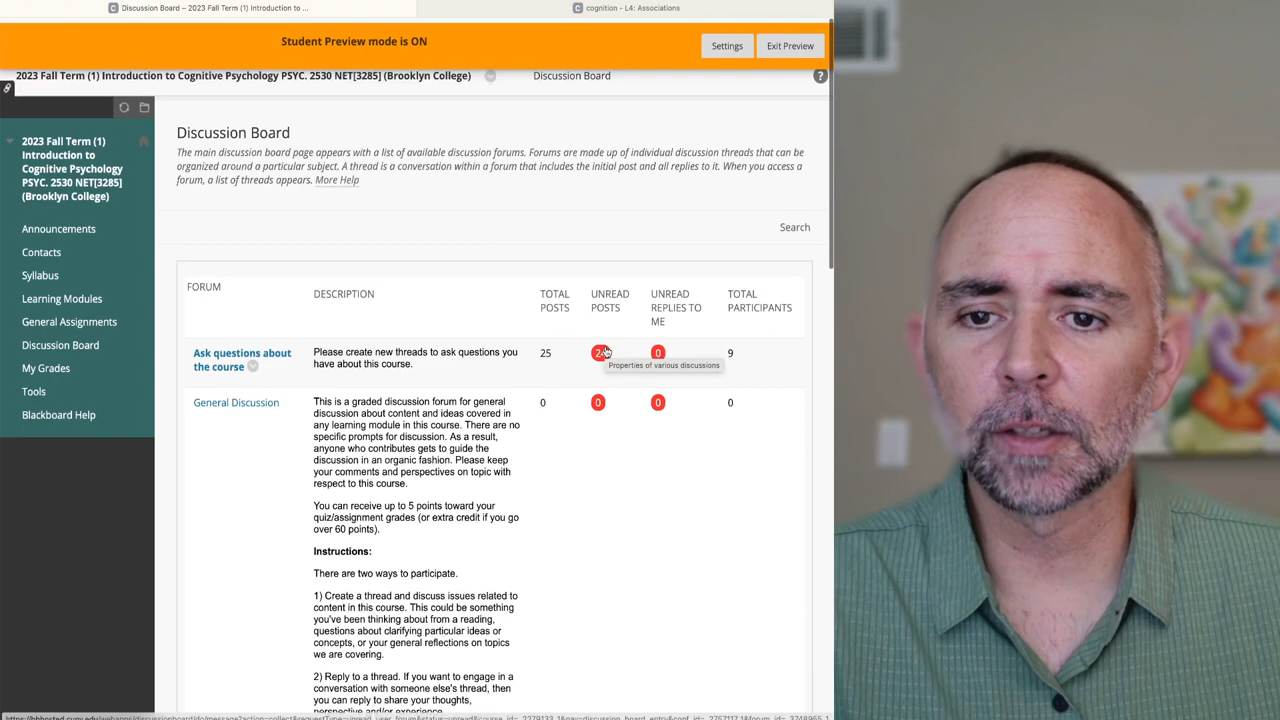 Discussion Board – 2023 Fall Term (1) Introduction to ...
cognition - L4: Associations
Student Preview mode is ON
Settings
Exit Preview
2023 Fall Term (1) Introduction to Cognitive Psychology PSYC. 2530 NET[3285] (Brooklyn College)
Discussion Board
?
2023 Fall Term (1)
Introduction to
Cognitive Psychology
PSYC. 2530 NET[3285]
(Brooklyn College)
Announcements
Contacts
Syllabus
Learning Modules
General Assignments
Discussion Board
My Grades
Tools
Blackboard Help
Discussion Board
The main discussion board page appears with a list of available discussion forums. Forums are made up of individual discussion threads that can be
organized around a particular subject. A thread is a conversation within a forum that includes the initial post and all replies to it. When you access a
forum, a list of threads appears. More Help
Search
FORUM
DESCRIPTION
TOTAL
POSTS
UNREAD
POSTS
UNREAD
REPLIES TO
ME
TOTAL
PARTICIPANTS
Ask questions about
the course
Please create new threads to ask questions you
have about this course.
25
0
9
Properties of various discussions
General Discussion
This is a graded discussion forum for general
discussion about content and ideas covered in
any learning module in this course. There are no
specific prompts for discussion. As a result,
anyone who contributes gets to guide the
discussion in an organic fashion. Please keep
your comments and perspectives on topic with
respect to this course.
0
0
0
0
You can receive up to 5 points toward your
quiz/assignment grades (or extra credit if you go
over 60 points).
Instructions:
There are two ways to participate.
1) Create a thread and discuss issues related to
content in this course. This could be something
you've been thinking about from a reading,
questions about clarifying particular ideas or
concepts, or your general reflections on topics
we are covering.
2) Reply to a thread. If you want to engage in a
conversation with someone else's thread, then
you can reply to share your thoughts,
perspective and/or experience.